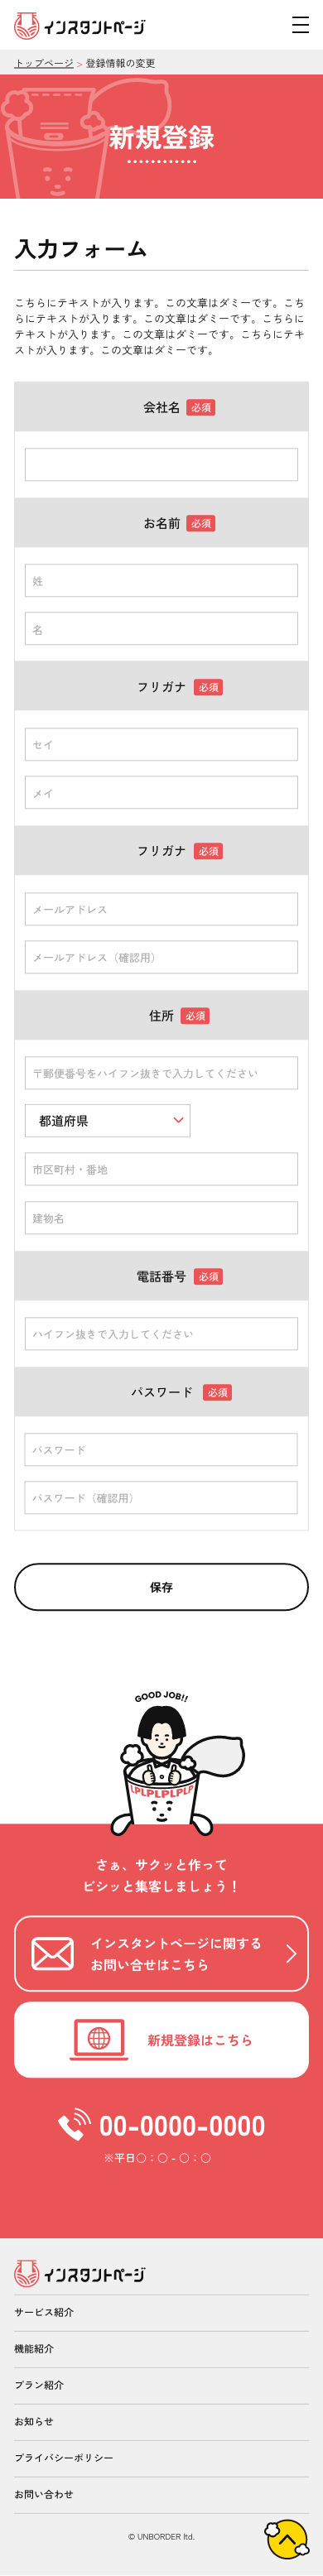 インスタントページ
トップページ > 登録情報の変更
新規登録
入力フォーム
こちらにテキストが入ります。この文章はダミーです。こち
らにテキストが入ります。この文章はダミーです。こちらに
テキストが入ります。この文章はダミーです。こちらにテキ
ストが入ります。この文章はダミーです。
会社名 必須
お名前 必須
姓
名
フリガナ 必須
セイ
メイ
フリガナ 必須
メールアドレス
メールアドレス（確認用）
住所 必須
〒郵便番号をハイフン抜きで入力してください
都道府県
市区町村・番地
建物名
電話番号 必須
ハイフン抜きで入力してください
パスワード 必須
パスワード
パスワード（確認用）
保存
GOOD JOB!!
LPLPLPLPLP
さぁ、サクッと作って
ビシッと集客しましょう！
インスタントページに関する
お問い合せはこちら
新規登録はこちら
00-0000-0000
※平日〇：〇 - 〇：〇
インスタントページ
サービス紹介
機能紹介
プラン紹介
お知らせ
プライバシーポリシー
お問い合わせ
© UNBORDER ltd.